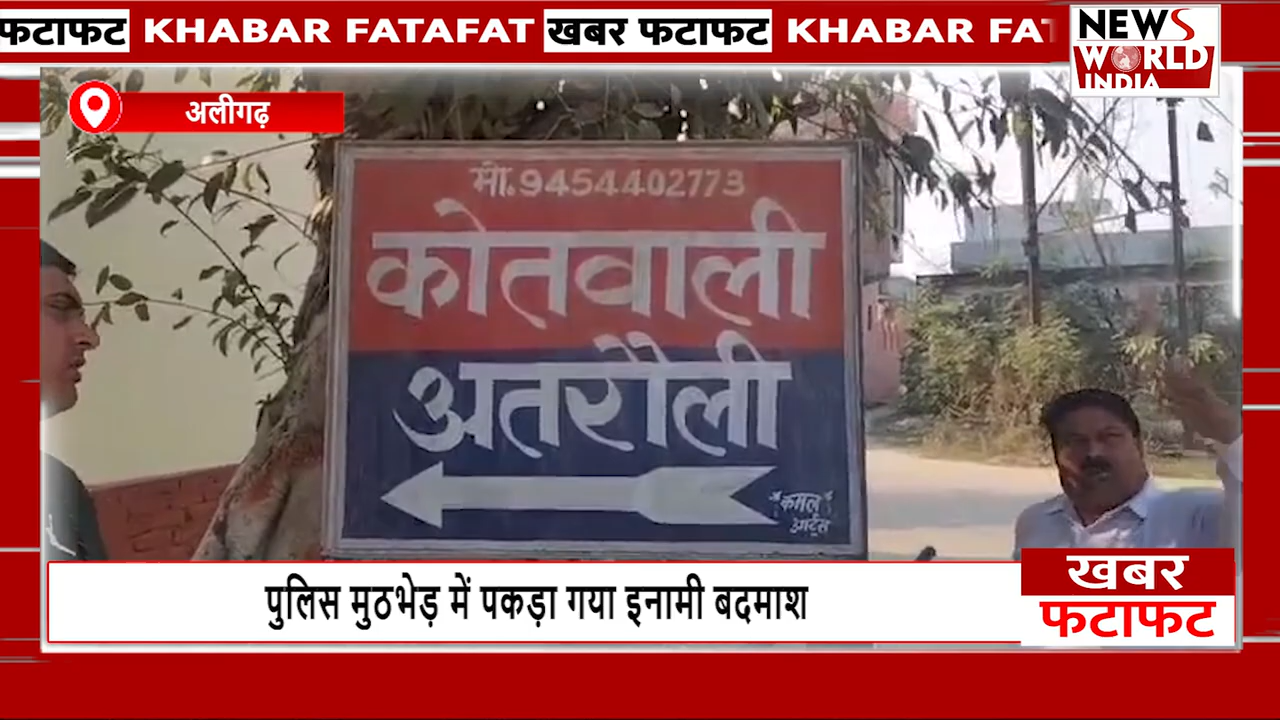 फटाफट KHABAR FATAFAT खबर फटाफट KHABAR FAT
NEWS
WORLD
INDIA
अलीगढ़
मो. 9454402773
कोतवाली
अतरौली
कमल
आर्ट्स
पुलिस मुठभेड़ में पकड़ा गया इनामी बदमाश
खबर
फटाफट